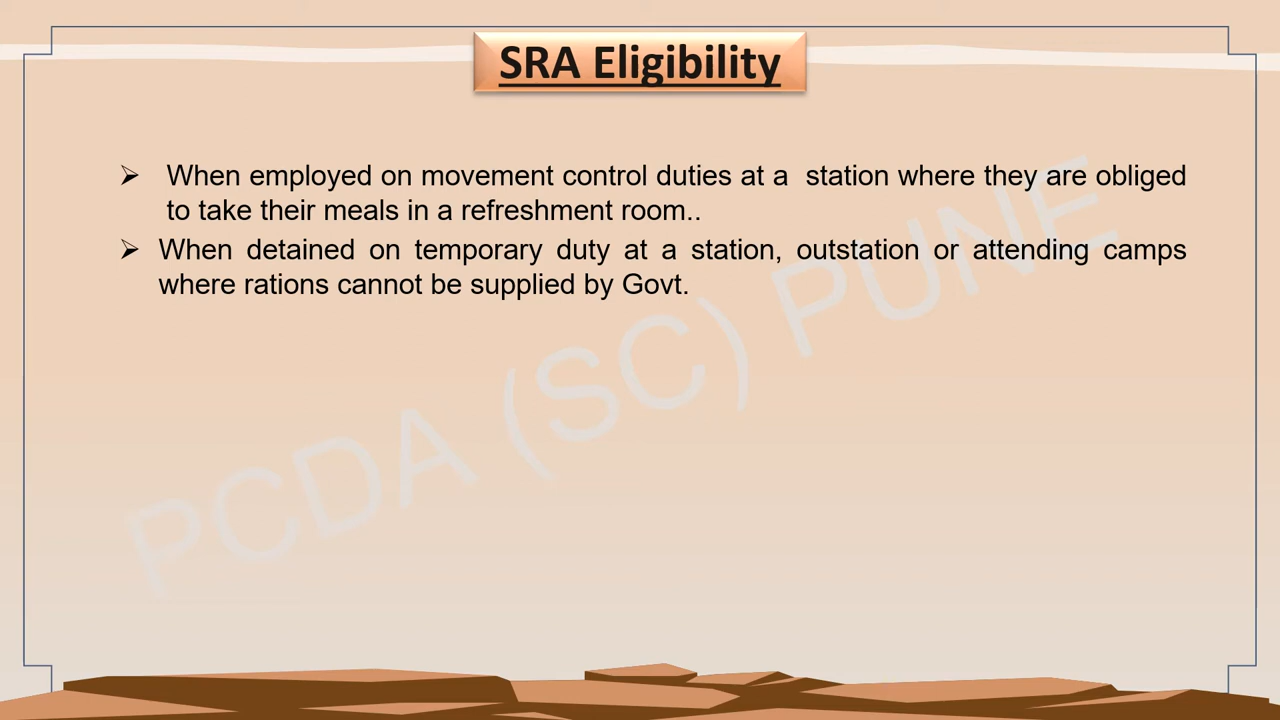 SRA Eligibility
➢ When employed on movement control duties at a station where they are obliged
to take their meals in a refreshment room..
➢ When detained on temporary duty at a station, outstation or attending camps
where rations cannot be supplied by Govt.
PCDA (SC) PUNE